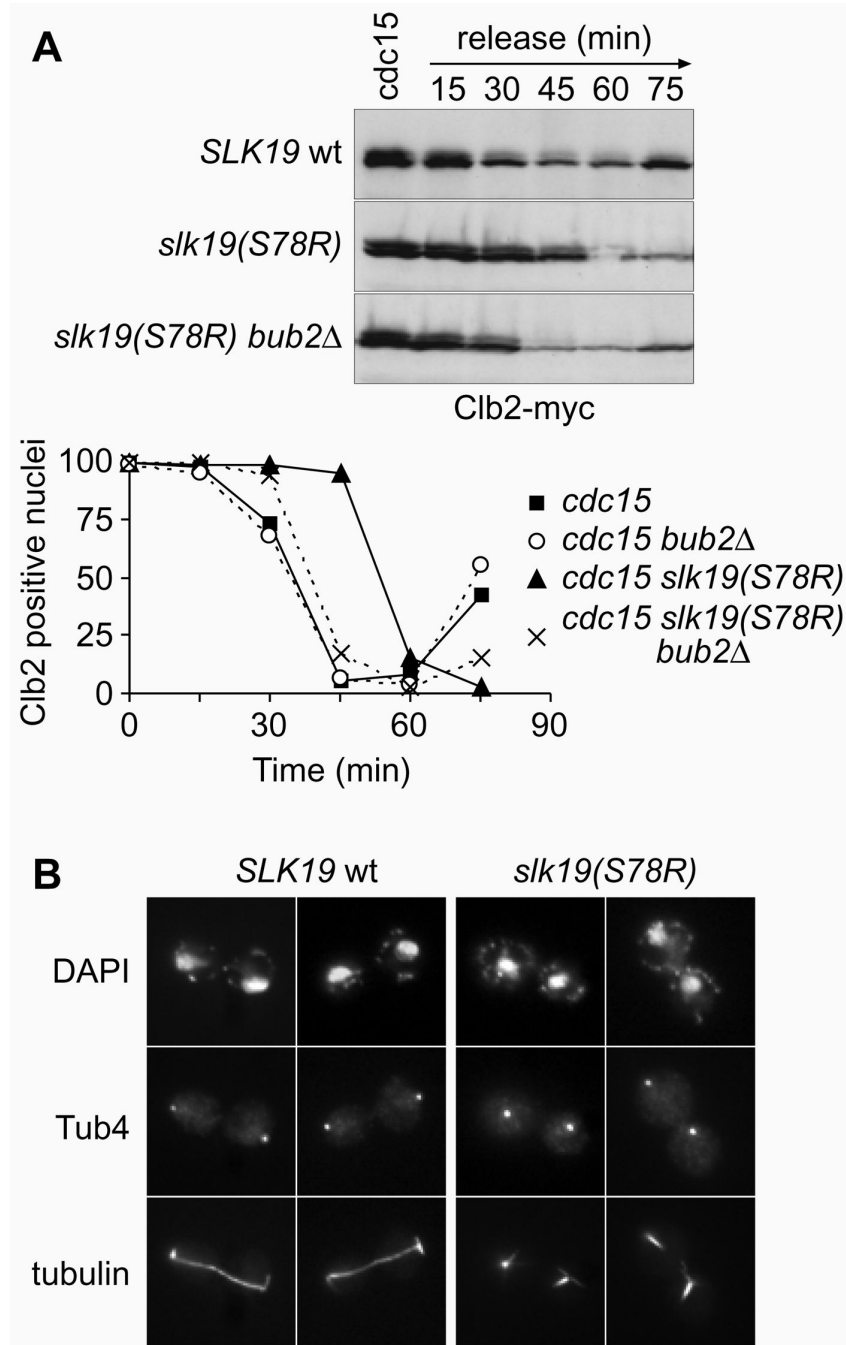 A
cdc15
release (min)
15 30 45 60 75
SLK19 wt
slk19(S78R)
slk19(S78R) bub2Δ
Clb2-myc
Clb2 positive nuclei
100
75
50
25
0
0 30 60 90
Time (min)
cdc15
cdc15 bub2Δ
cdc15 slk19(S78R)
cdc15 slk19(S78R)
bub2Δ
B
SLK19 wt slk19(S78R)
DAPI
Tub4
tubulin